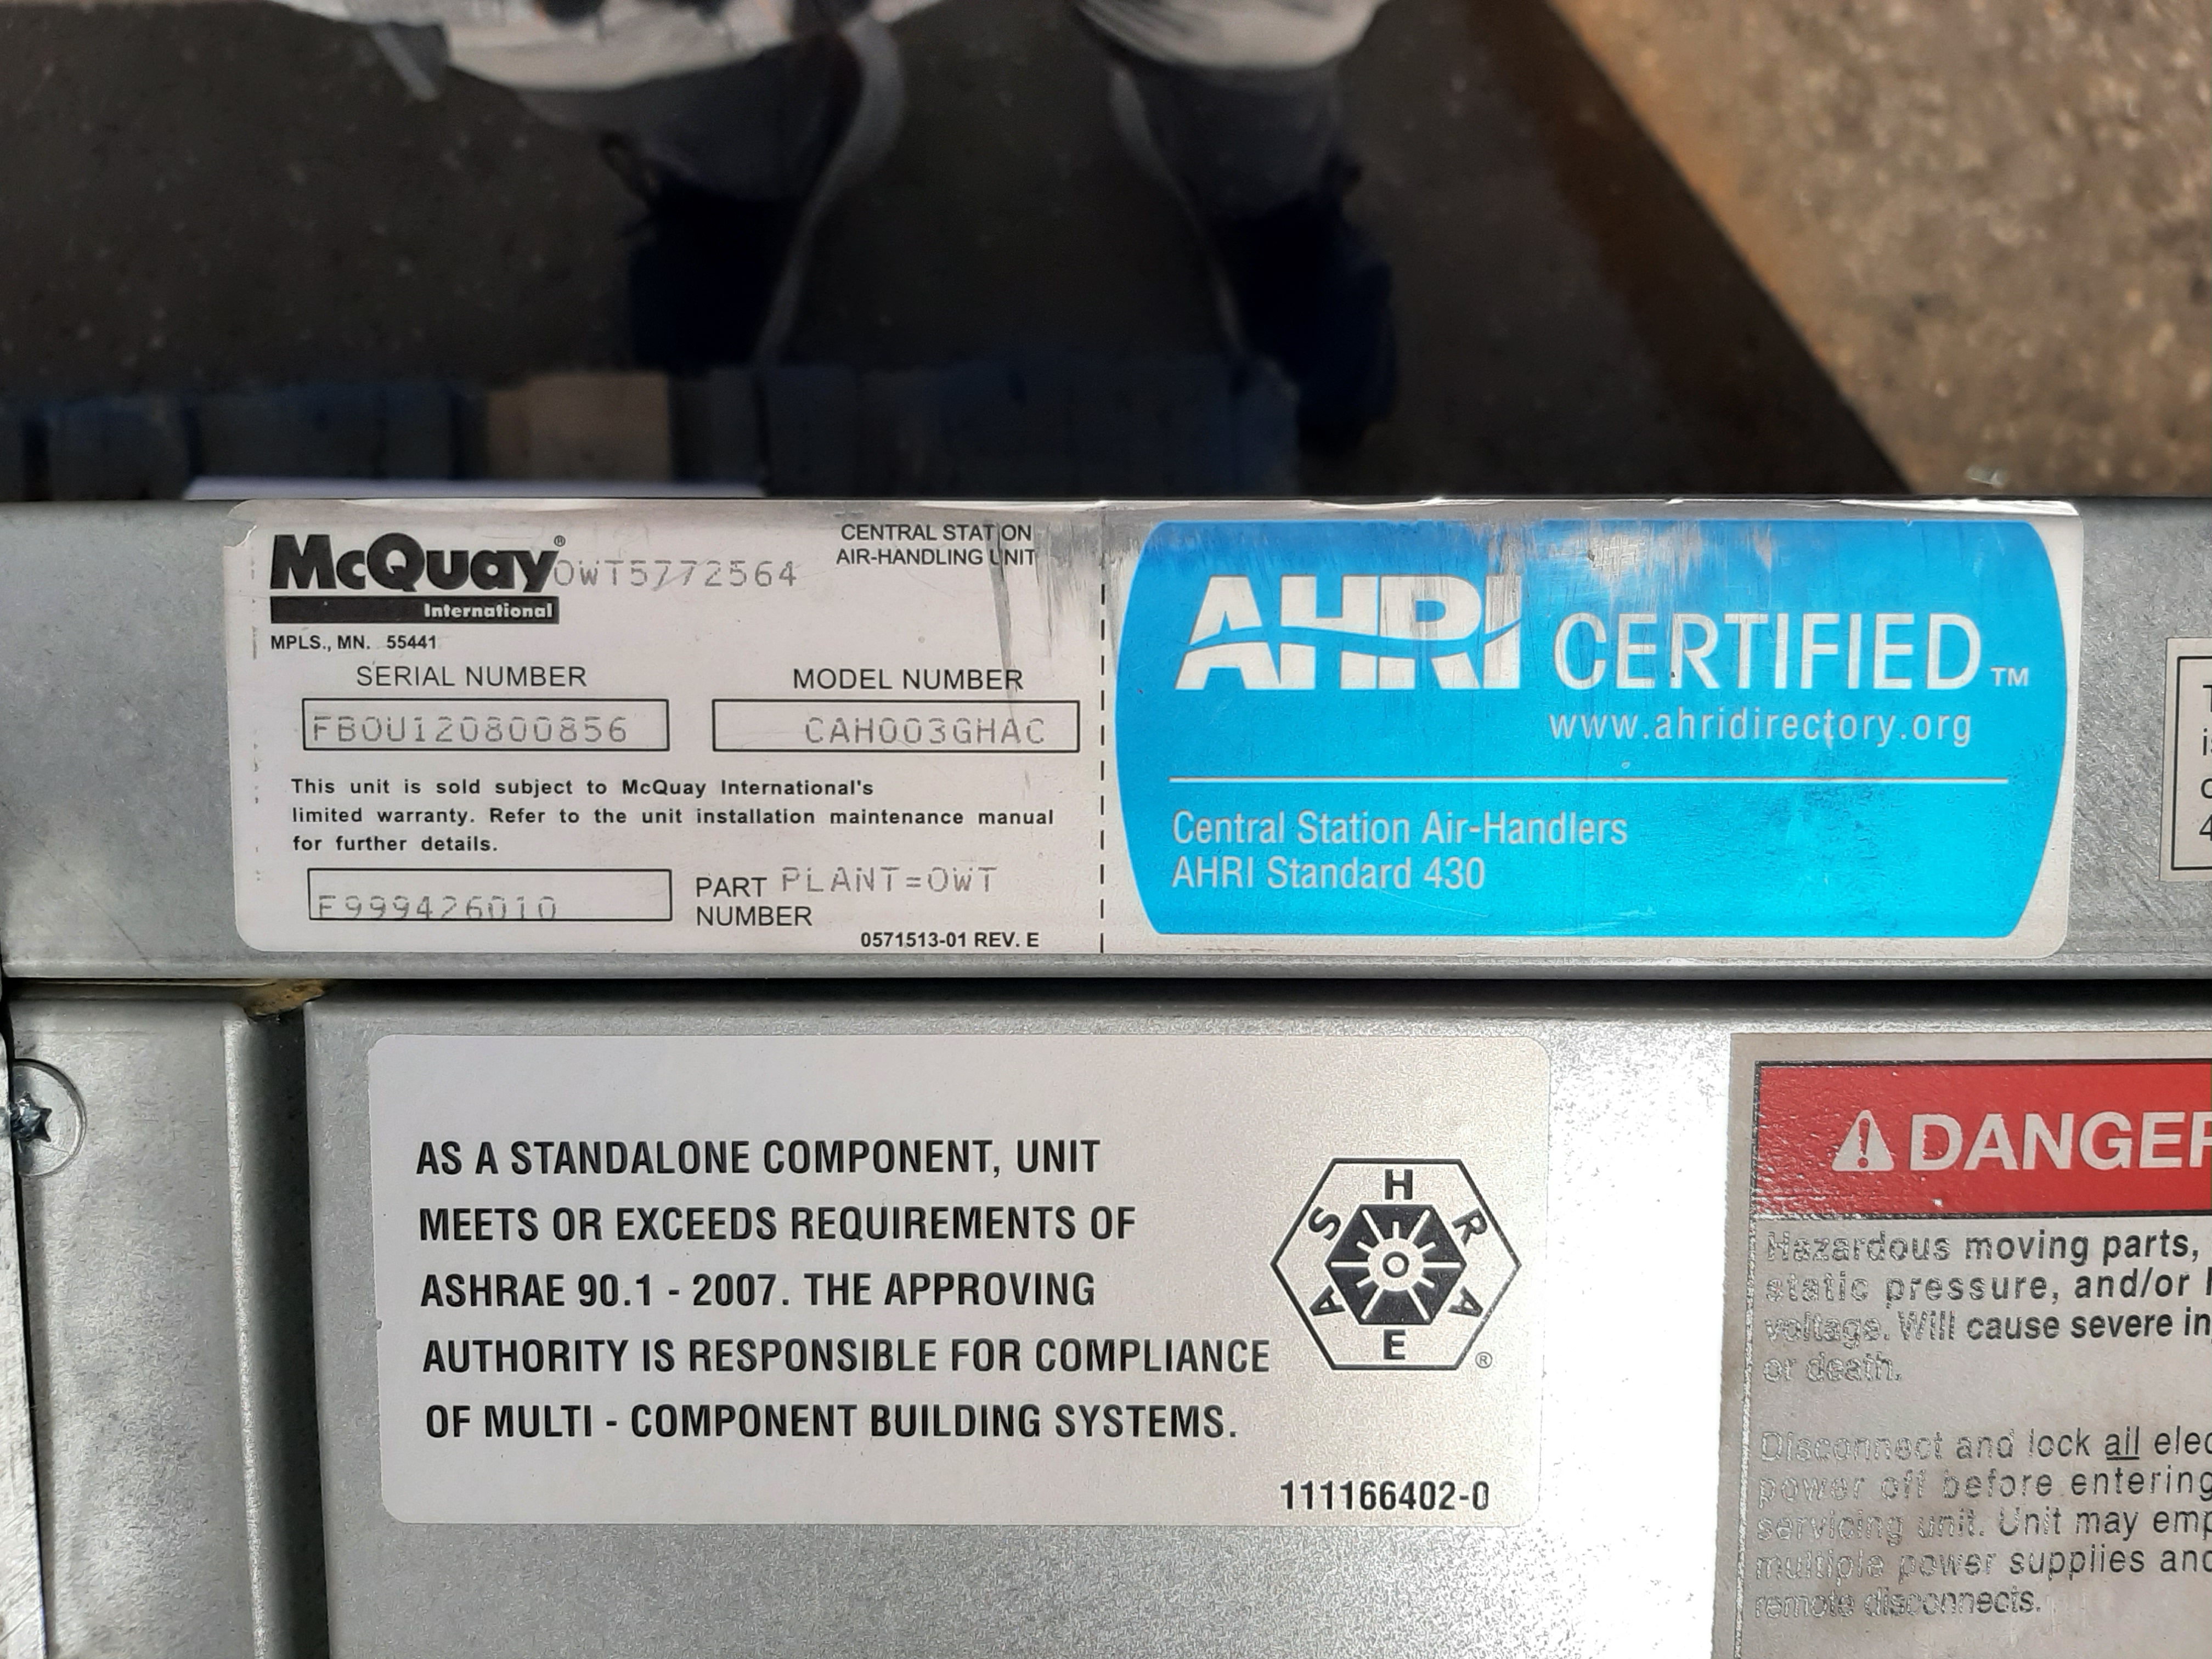 McQuay®
International
OWT5772564
CENTRAL STATION
AIR-HANDLING UNIT
MPLS., MN. 55441
SERIAL NUMBER
MODEL NUMBER
FBOU120800856
CAH003GHAC
This unit is sold subject to McQuay International's
limited warranty. Refer to the unit installation maintenance manual
for further details.
F999426010
PART NUMBER
PLANT=OWT
0571513-01 REV. E
AHRI CERTIFIED™
www.ahridirectory.org
Central Station Air-Handlers
AHRI Standard 430
AS A STANDALONE COMPONENT, UNIT
MEETS OR EXCEEDS REQUIREMENTS OF
ASHRAE 90.1 - 2007. THE APPROVING
AUTHORITY IS RESPONSIBLE FOR COMPLIANCE
OF MULTI - COMPONENT BUILDING SYSTEMS.
ASHRAE®
111166402-0
DANGER
Hazardous moving parts,
static pressure, and/or
voltage. Will cause severe
or death.
Disconnect and lock all
power off before entering
servicing unit. Unit may
multiple power supplies and
remote disconnects.